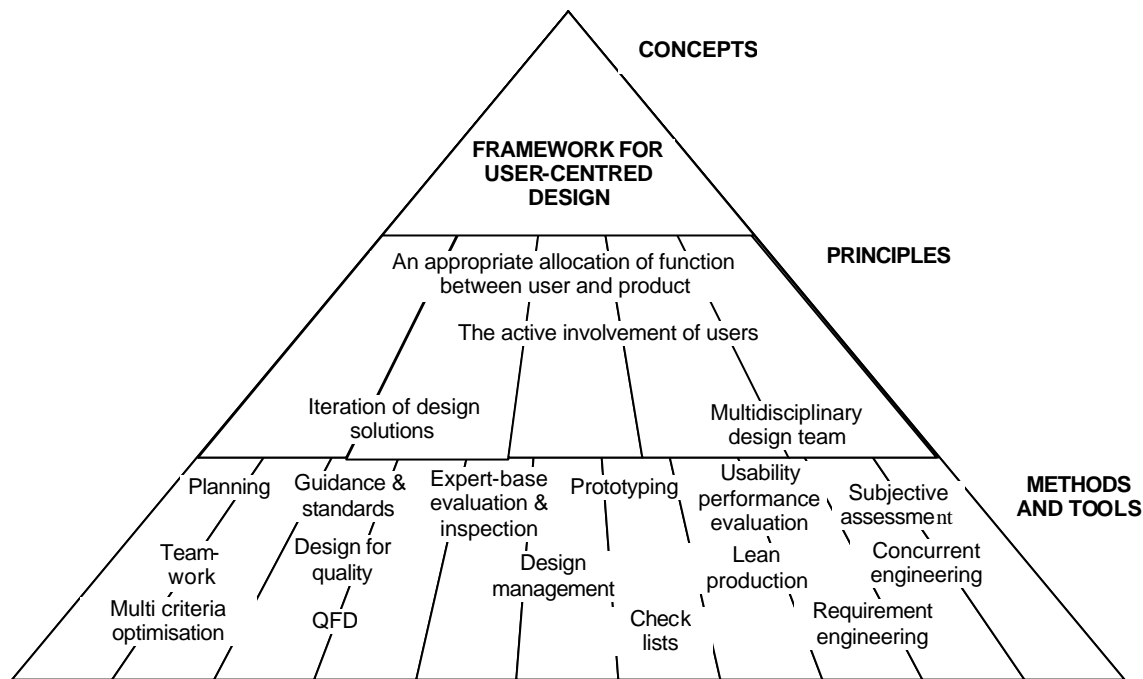 CONCEPTS
FRAMEWORK FOR
USER-CENTRED
DESIGN
PRINCIPLES
An appropriate allocation of function
between user and product
The active involvement of users
Iteration of design
solutions
Multidisciplinary
design team
METHODS
AND TOOLS
Planning
Guidance &
standards
Expert-base
evaluation &
inspection
Prototyping
Usability
performance
evaluation
Subjective
assessment
Team-
work
Design for
quality
Design
management
Lean
production
Concurrent
engineering
Multi criteria
optimisation
QFD
Check
lists
Requirement
engineering